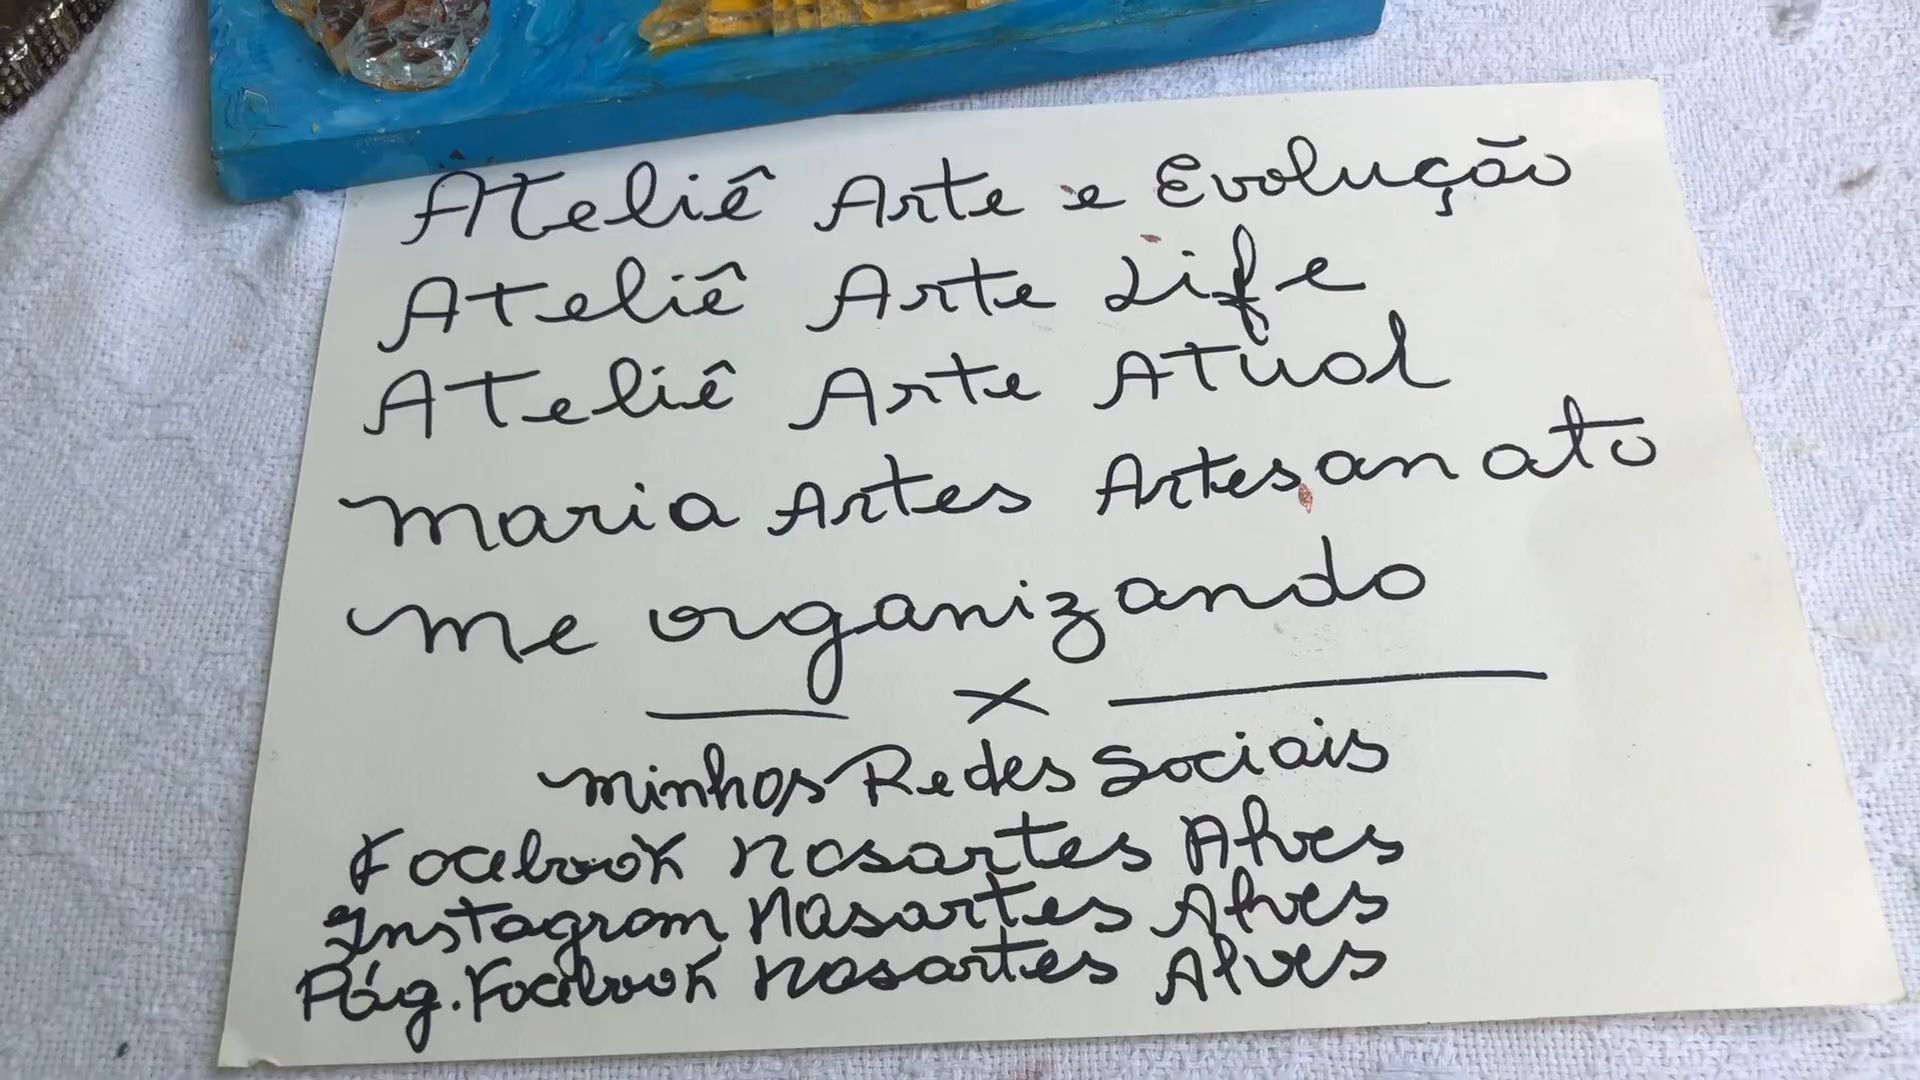 Ateliê Arte e Evolução
Ateliê Arte Life
Ateliê Arte Atual
Maria Artes Artesanato
Me organizando
x
Minhas Redes Sociais
Facebook Nasartes Alves
Instagram Nasartes Alves
Pág. Facebook Nasartes Alves